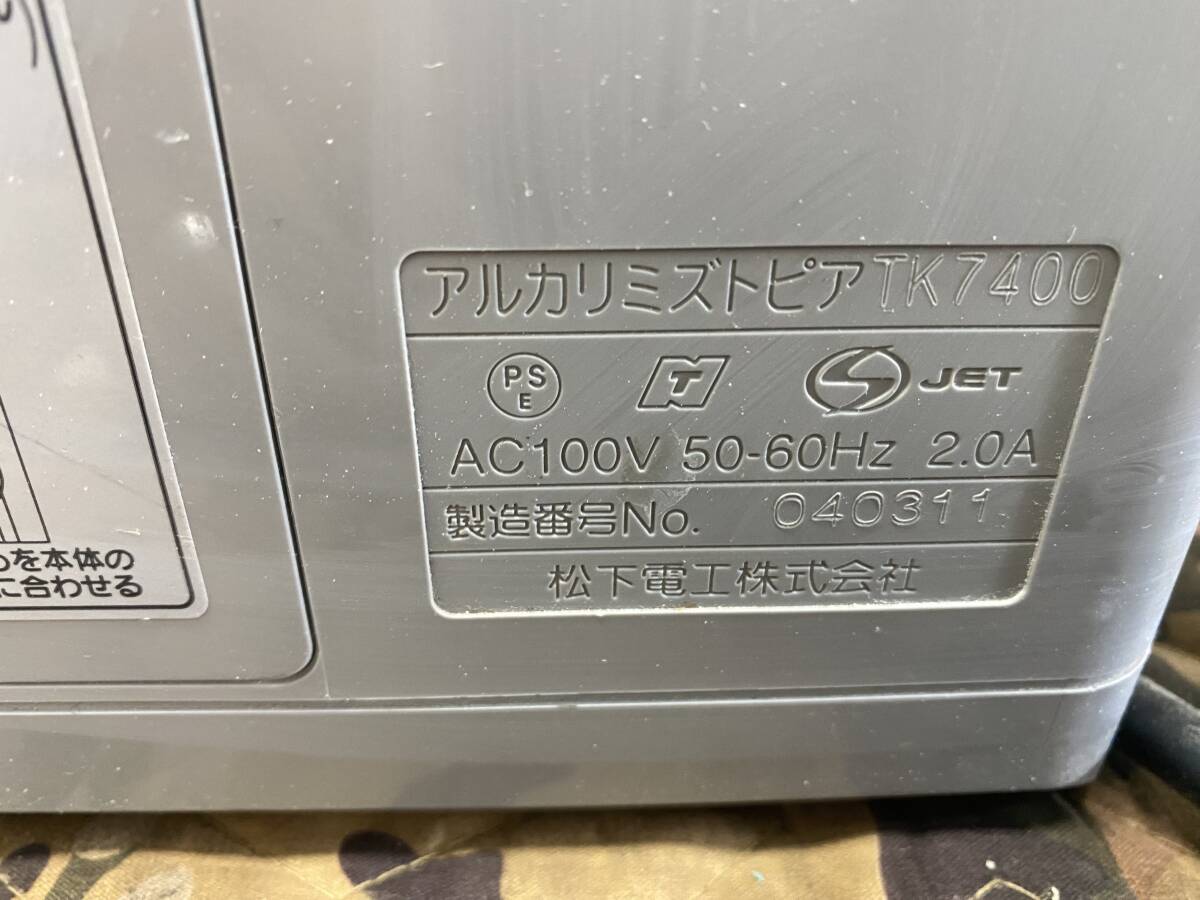 アルカリミズトピアTK7400
PS
E
T
N
S JET
AC100V 50-60Hz 2.0A
製造番号No. 040311
松下電工株式会社
を本体の
に合わせる